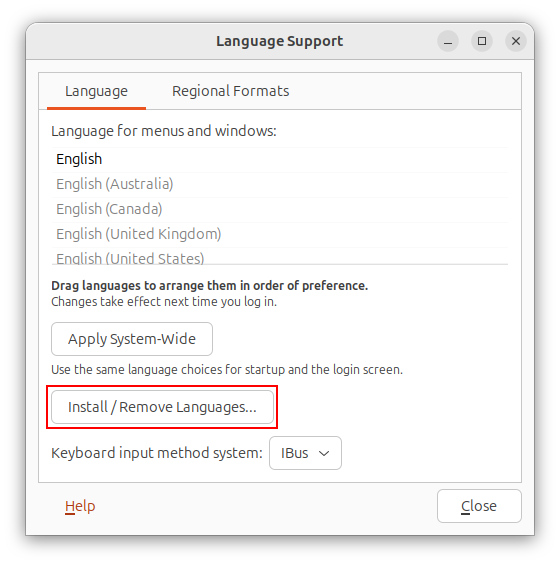 Language Support
Language
Regional Formats
Language for menus and windows:
English
English (Australia)
English (Canada)
English (United Kingdom)
English (United States)
Drag languages to arrange them in order of preference.
Changes take effect next time you log in.
Apply System-Wide
Use the same language choices for startup and the login screen.
Install / Remove Languages...
Keyboard input method system: IBus
Help
Close